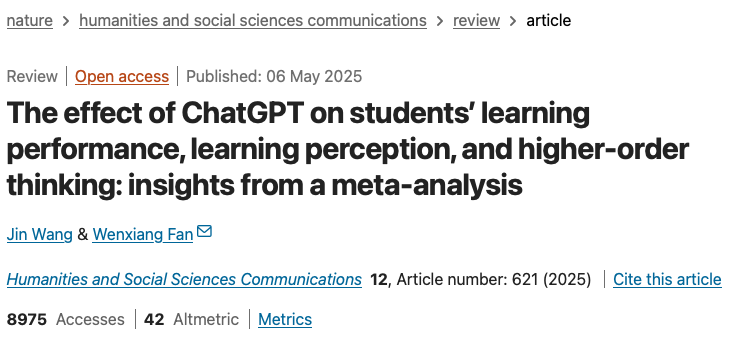 nature > humanities and social sciences communications > review > article
Review | Open access | Published: 06 May 2025
The effect of ChatGPT on students’ learning
performance, learning perception, and higher-order
thinking: insights from a meta-analysis
Jin Wang & Wenxiang Fan
Humanities and Social Sciences Communications 12, Article number: 621 (2025) | Cite this article
8975 Accesses | 42 Altmetric | Metrics